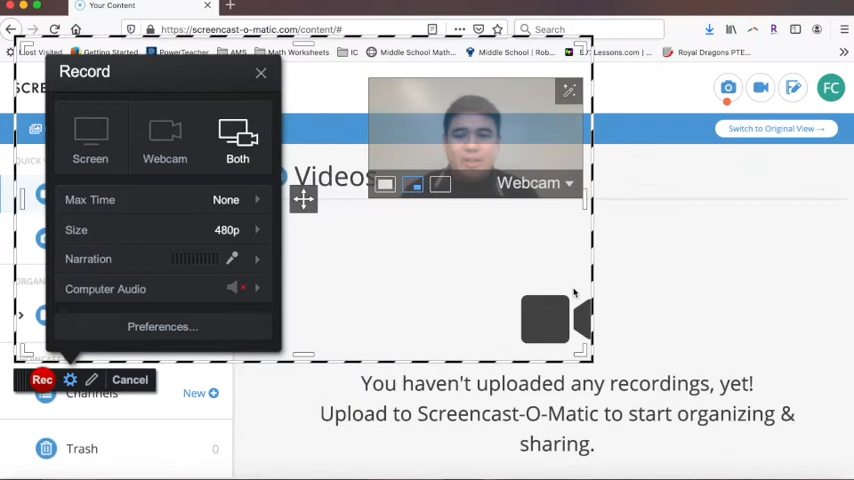 Your Content
https://screencast-o-matic.com/content/#
Search
Lost Visited
Getting Started
PowerTeacher
AMS
Math Worksheets
IC
Middle School Math...
Middle School | Rob...
Lessons...
Royal Dragons PTE...
FC
Record
Screen
Webcam
Both
Switch to Original View →
Videos
Webcam
Max Time None
Size 480p
Narration
Computer Audio
Preferences...
Rec
Cancel
Channels
New
You haven't uploaded any recordings, yet!
Upload to Screencast-O-Matic to start organizing &
sharing.
Trash 0